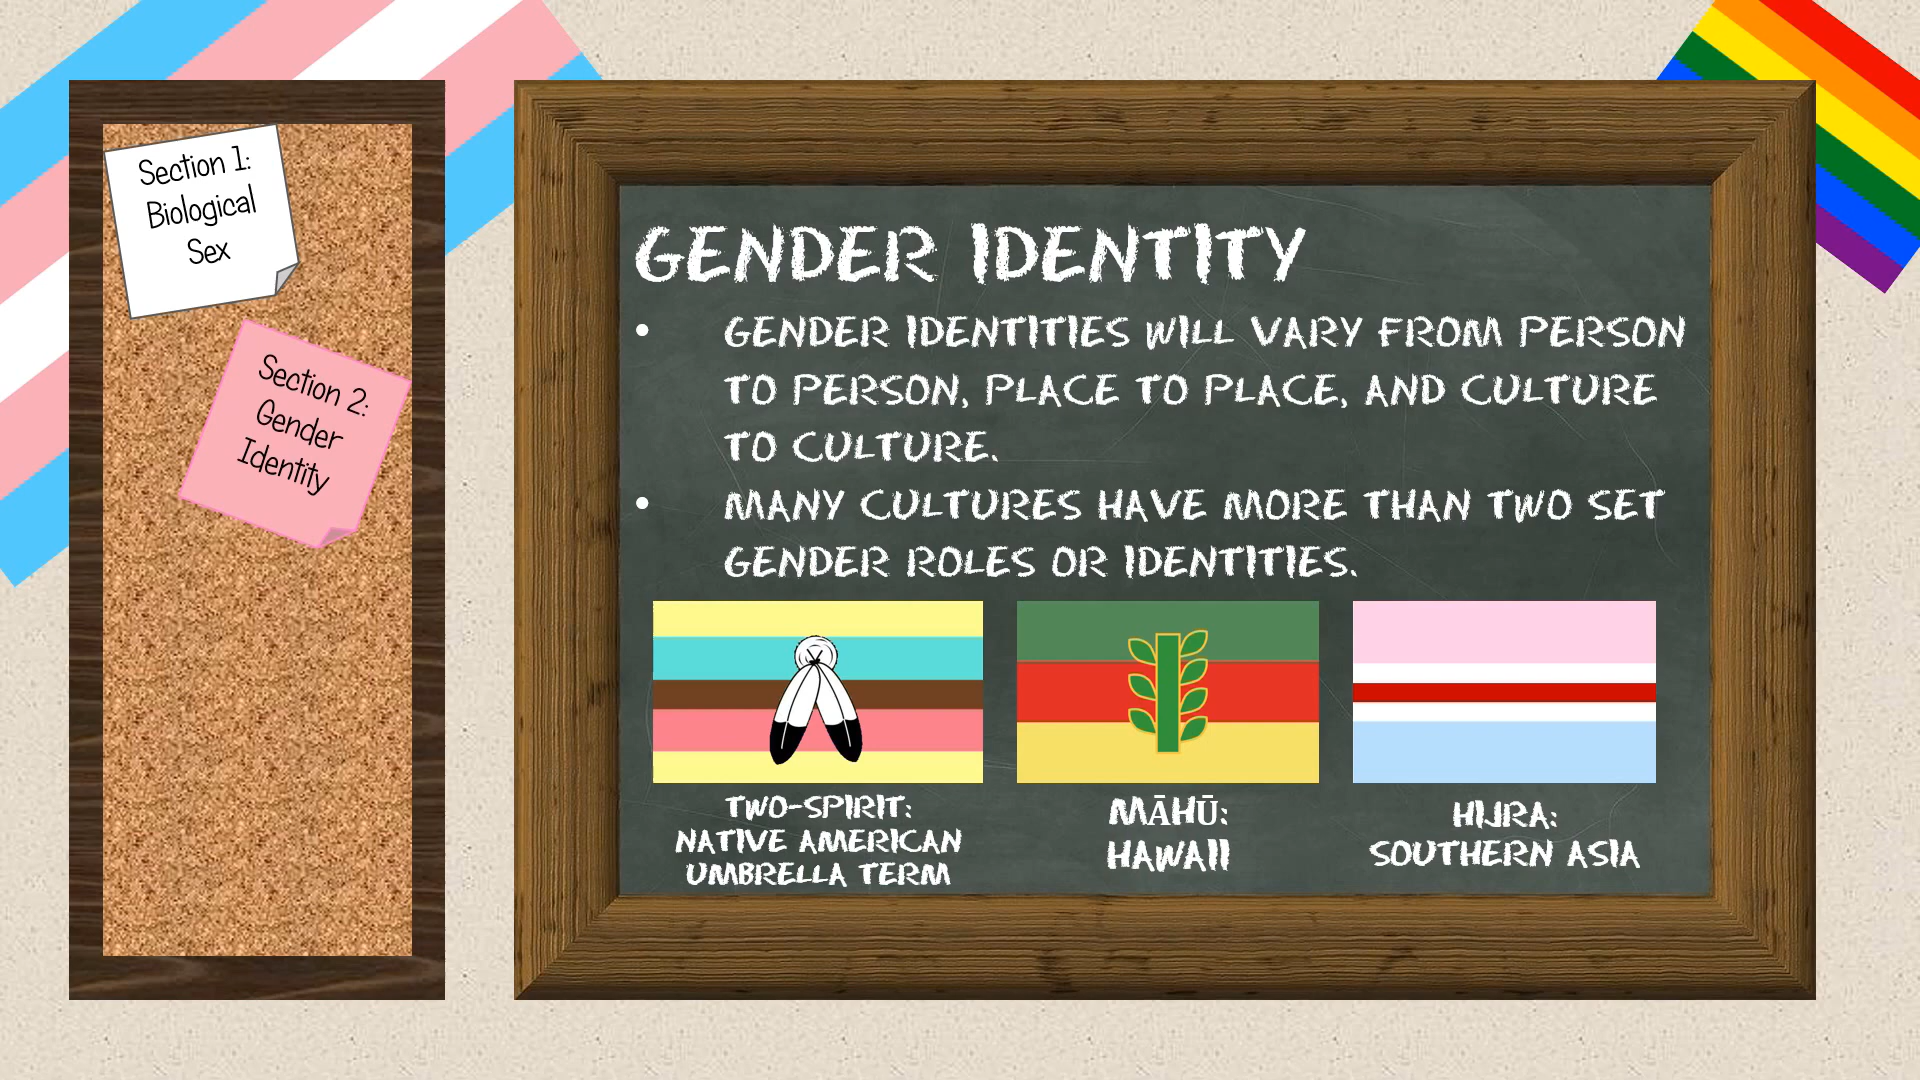 Section 1:
Biological
Sex
Section 2:
Gender
Identity
GENDER IDENTITY
• GENDER IDENTITIES WILL VARY FROM PERSON
TO PERSON, PLACE TO PLACE, AND CULTURE
TO CULTURE.
• MANY CULTURES HAVE MORE THAN TWO SET
GENDER ROLES OR IDENTITIES.
TWO-SPIRIT:
NATIVE AMERICAN
UMBRELLA TERM
MĀHŪ:
HAWAII
HIJRA:
SOUTHERN ASIA